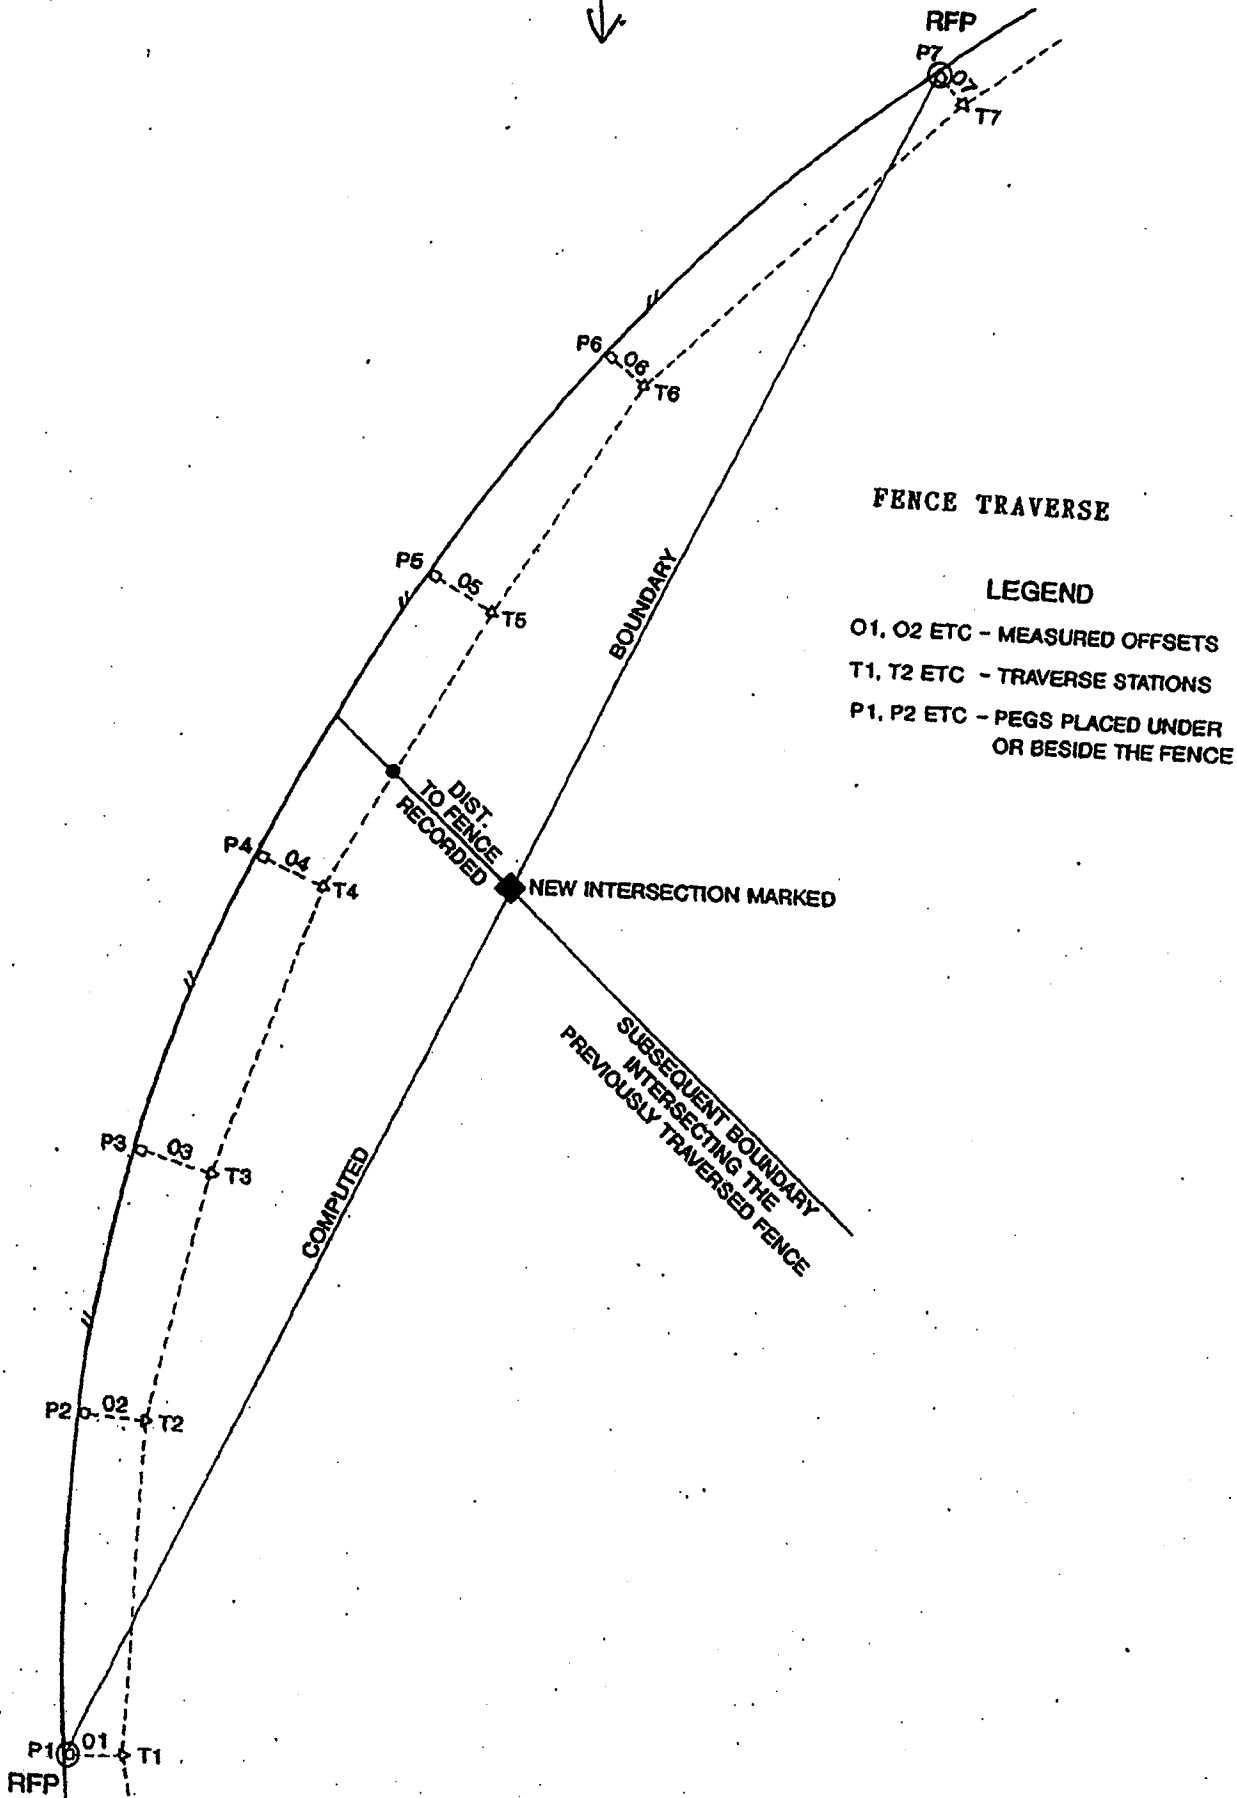 RFP
P7
O7
T7
P6
O6
T6
FENCE TRAVERSE
P5
O5
T5
BOUNDARY
LEGEND
O1, O2 ETC - MEASURED OFFSETS
T1, T2 ETC - TRAVERSE STATIONS
P1, P2 ETC - PEGS PLACED UNDER
OR BESIDE THE FENCE
DIST.
TO FENCE
RECORDED
P4
O4
T4
NEW INTERSECTION MARKED
SUBSEQUENT BOUNDARY
INTERSECTING THE
PREVIOUSLY TRAVERSED FENCE
P3
O3
T3
COMPUTED
P2
O2
T2
P1
O1
T1
RFP